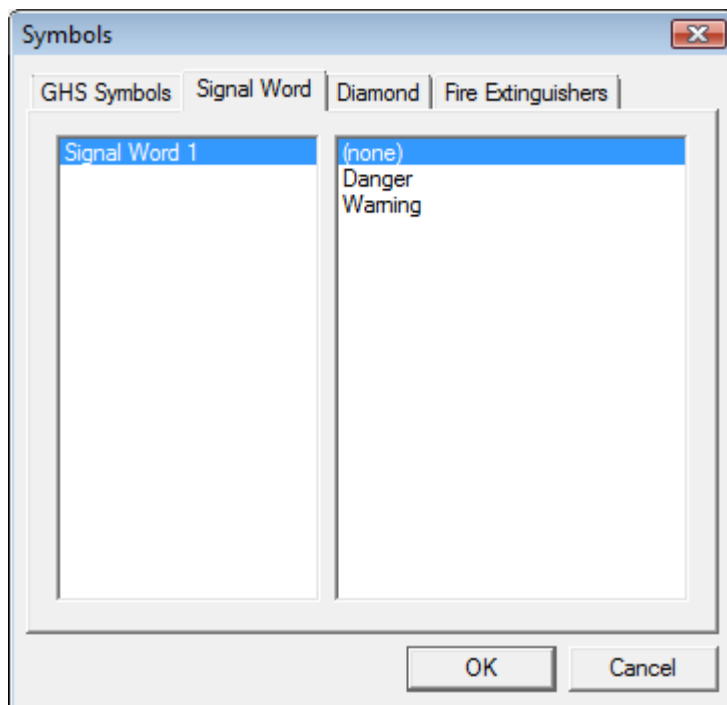 Symbols
GHS Symbols Signal Word Diamond Fire Extinguishers
Signal Word 1
(none)
Danger
Warning
OK Cancel